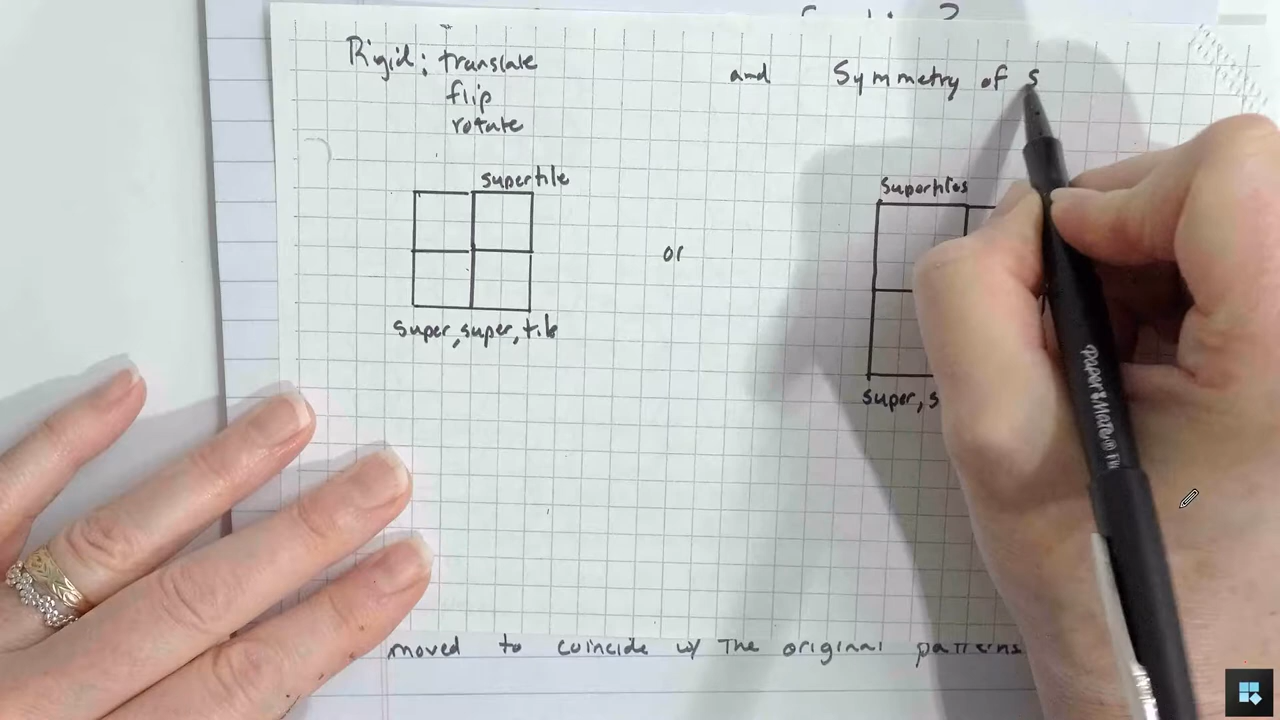 Rigid: translate
flip
rotate
and Symmetry of s
supertile
or
supertiles
super, super, tile
super, s
moved to coincide w/ the original patterns
PaperMate